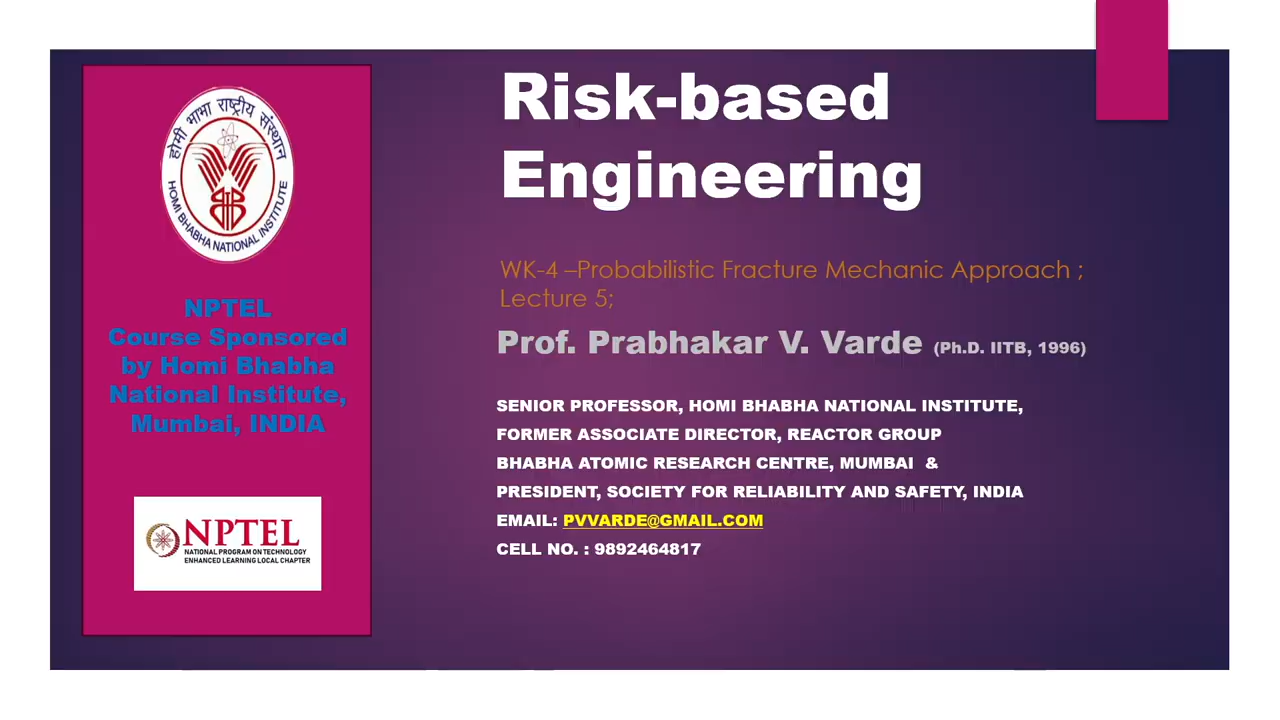 होमी भाभा राष्ट्रीय संस्थान
HOMI BHABHA NATIONAL INSTITUTE
NPTEL
Course Sponsored
by Homi Bhabha
National Institute,
Mumbai, INDIA
NPTEL
NATIONAL PROGRAM ON TECHNOLOGY
ENHANCED LEARNING LOCAL CHAPTER
Risk-based
Engineering
WK-4 –Probabilistic Fracture Mechanic Approach ;
Lecture 5;
Prof. Prabhakar V. Varde (Ph.D. IITB, 1996)
SENIOR PROFESSOR, HOMI BHABHA NATIONAL INSTITUTE,
FORMER ASSOCIATE DIRECTOR, REACTOR GROUP
BHABHA ATOMIC RESEARCH CENTRE, MUMBAI &
PRESIDENT, SOCIETY FOR RELIABILITY AND SAFETY, INDIA
EMAIL: PVVARDE@GMAIL.COM
CELL NO. : 9892464817